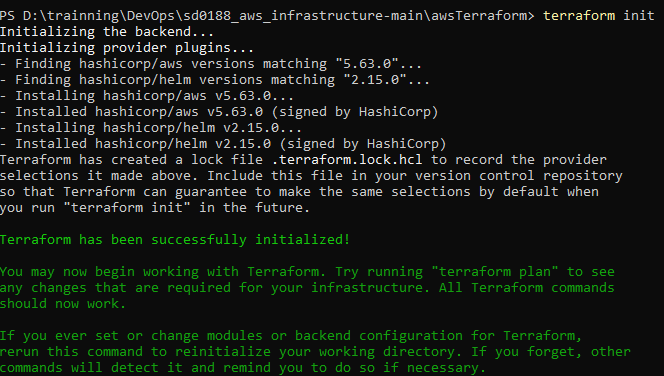 PS D:\trainning\DevOps\sd0188_aws_infrastructure-main\awsTerraform> terraform init
Initializing the backend...
Initializing provider plugins...
- Finding hashicorp/aws versions matching "5.63.0"...
- Finding hashicorp/helm versions matching "2.15.0"...
- Installing hashicorp/aws v5.63.0...
- Installed hashicorp/aws v5.63.0 (signed by HashiCorp)
- Installing hashicorp/helm v2.15.0...
- Installed hashicorp/helm v2.15.0 (signed by HashiCorp)
Terraform has created a lock file .terraform.lock.hcl to record the provider
selections it made above. Include this file in your version control repository
so that Terraform can guarantee to make the same selections by default when
you run "terraform init" in the future.
Terraform has been successfully initialized!
You may now begin working with Terraform. Try running "terraform plan" to see
any changes that are required for your infrastructure. All Terraform commands
should now work.
If you ever set or change modules or backend configuration for Terraform,
rerun this command to reinitialize your working directory. If you forget, other
commands will detect it and remind you to do so if necessary.